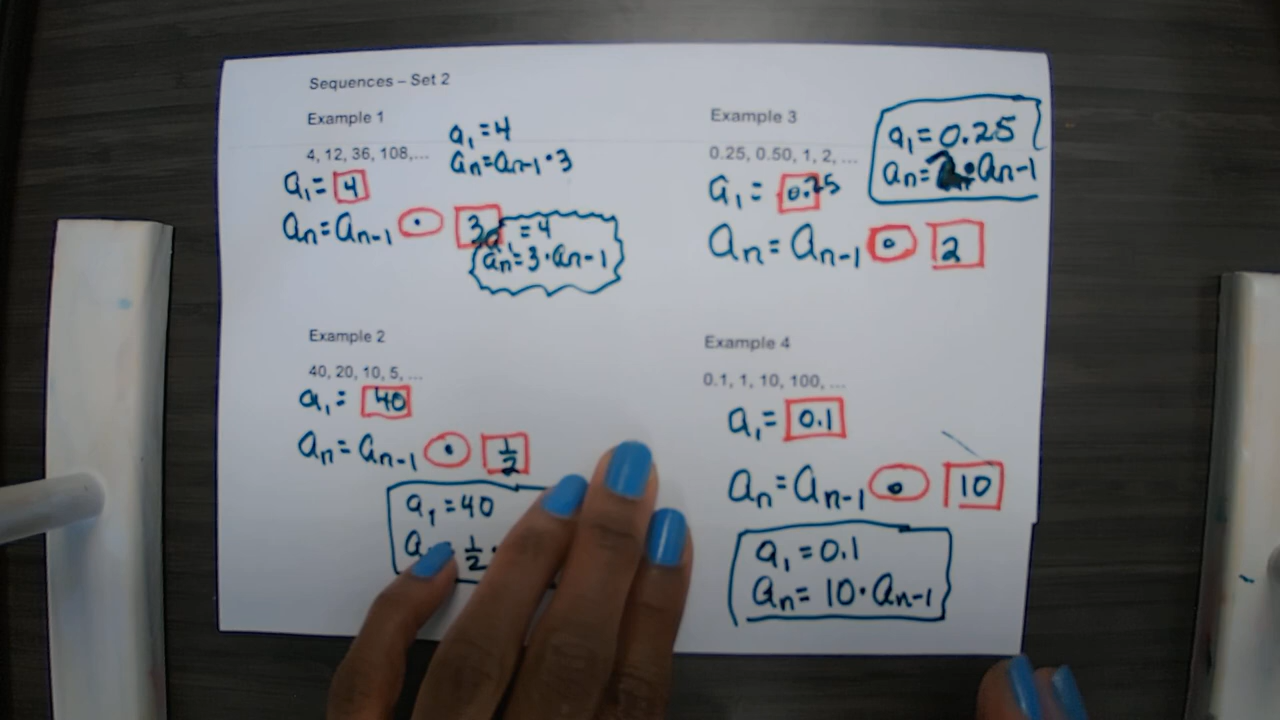 Sequences – Set 2
Example 1
4, 12, 36, 108,...
a₁ = 4
aₙ = aₙ₋₁ · 3
a₁ = 4
aₙ = aₙ₋₁ · 3
a₁ = 4
aₙ = 3 · aₙ₋₁
Example 2
40, 20, 10, 5, ...
a₁ = 40
aₙ = aₙ₋₁ · 1/2
a₁ = 40
a = 1/2 ·
Example 3
0.25, 0.50, 1, 2, ...
a₁ = 0.25
aₙ = aₙ₋₁ · 2
a₁ = 0.25
aₙ = 2 · aₙ₋₁
Example 4
0.1, 1, 10, 100, ...
a₁ = 0.1
aₙ = aₙ₋₁ · 10
a₁ = 0.1
aₙ = 10 · aₙ₋₁